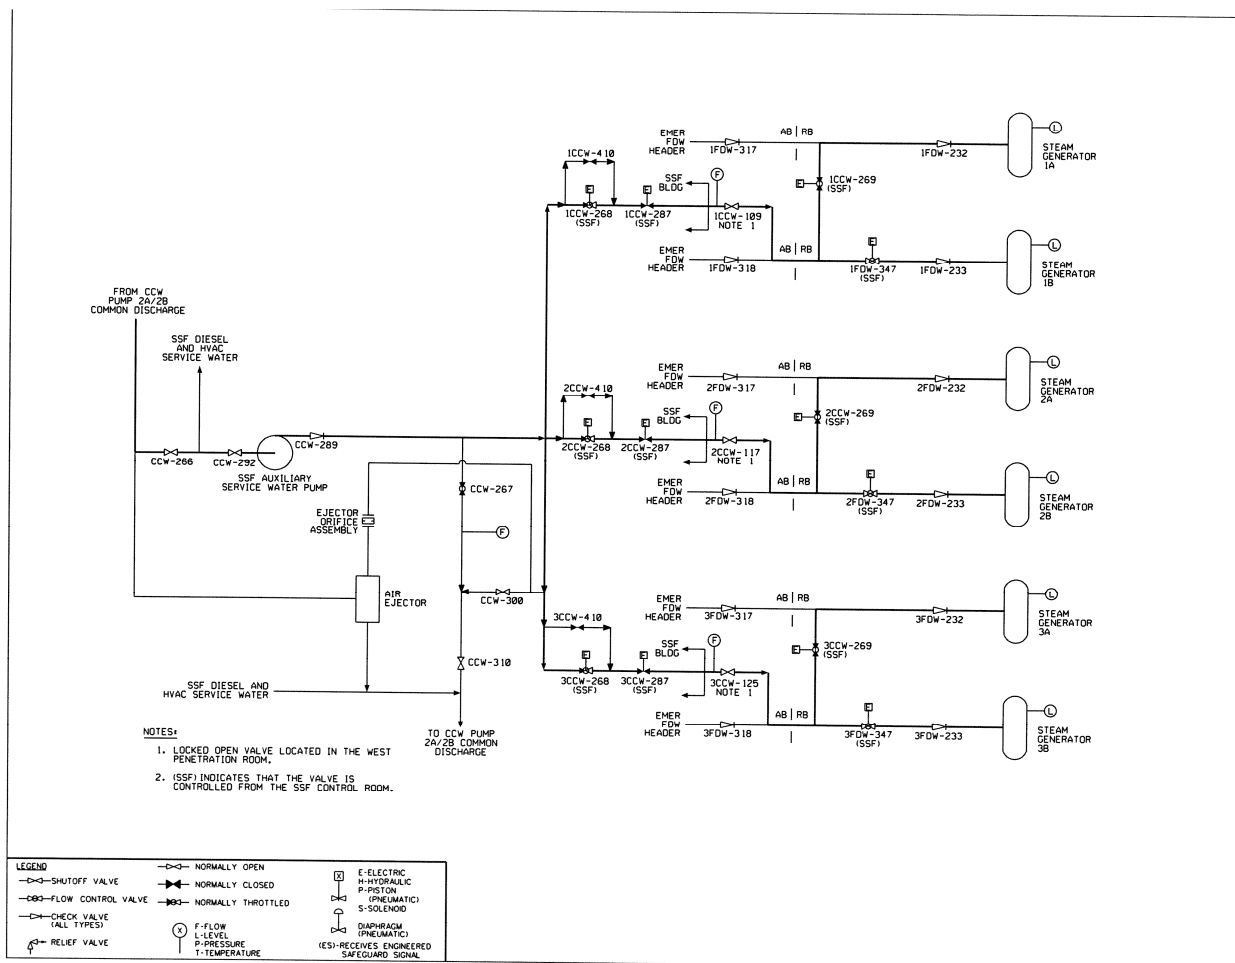 EMER
FDW
HEADER
1FDW-317
AB | RB
1FDW-232
L
STEAM
GENERATOR
1A
1CCW-410
E
1CCW-268
(SSF)
E
1CCW-287
(SSF)
SSF
BLDG
F
1CCW-109
NOTE 1
E
1CCW-269
(SSF)
EMER
FDW
HEADER
1FDW-318
AB | RB
E
1FDW-347
(SSF)
1FDW-233
L
STEAM
GENERATOR
1B
FROM CCW
PUMP 2A/2B
COMMON DISCHARGE
SSF DIESEL
AND HVAC
SERVICE WATER
CCW-266
CCW-292
SSF AUXILIARY
SERVICE WATER PUMP
CCW-289
EMER
FDW
HEADER
2FDW-317
AB | RB
2FDW-232
L
STEAM
GENERATOR
2A
2CCW-410
E
2CCW-268
(SSF)
E
2CCW-287
(SSF)
SSF
BLDG
F
2CCW-117
NOTE 1
E
2CCW-269
(SSF)
EMER
FDW
HEADER
2FDW-318
AB | RB
E
2FDW-347
(SSF)
2FDW-233
L
STEAM
GENERATOR
2B
CCW-267
EJECTOR
ORIFICE
ASSEMBLY
F
AIR
EJECTOR
CCW-300
CCW-310
SSF DIESEL AND
HVAC SERVICE WATER
TO CCW PUMP
2A/2B COMMON
DISCHARGE
EMER
FDW
HEADER
3FDW-317
AB | RB
3FDW-232
L
STEAM
GENERATOR
3A
3CCW-410
E
3CCW-268
(SSF)
E
3CCW-287
(SSF)
SSF
BLDG
F
3CCW-125
NOTE 1
E
3CCW-269
(SSF)
EMER
FDW
HEADER
3FDW-318
AB | RB
E
3FDW-347
(SSF)
3FDW-233
L
STEAM
GENERATOR
3B
NOTES:
1. LOCKED OPEN VALVE LOCATED IN THE WEST
PENETRATION ROOM.
2. (SSF) INDICATES THAT THE VALVE IS
CONTROLLED FROM THE SSF CONTROL ROOM.
LEGEND
SHUTOFF VALVE
FLOW CONTROL VALVE
CHECK VALVE
(ALL TYPES)
RELIEF VALVE
NORMALLY OPEN
NORMALLY CLOSED
NORMALLY THROTTLED
X
F-FLOW
L-LEVEL
P-PRESSURE
T-TEMPERATURE
X
E-ELECTRIC
H-HYDRAULIC
P-PISTON
(PNEUMATIC)
S-SOLENOID
DIAPHRAGM
(PNEUMATIC)
(ES)-RECEIVES ENGINEERED
SAFEGUARD SIGNAL